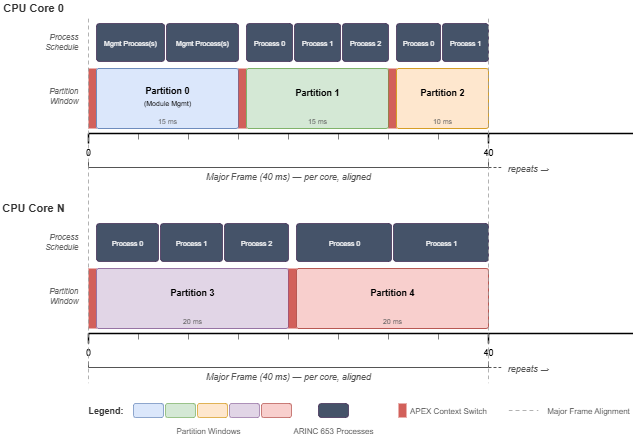 CPU Core 0
Process
Schedule
Mgmt Process(s) Mgmt Process(s) Process 0 Process 1 Process 2 Process 0 Process 1
Partition
Window
Partition 0
(Module Mgmt)
15 ms
Partition 1
15 ms
Partition 2
10 ms
0 40
Major Frame (40 ms) — per core, aligned
repeats →
CPU Core N
Process
Schedule
Process 0 Process 1 Process 2 Process 0 Process 1
Partition
Window
Partition 3
20 ms
Partition 4
20 ms
0 40
Major Frame (40 ms) — per core, aligned
repeats →
Legend:
Partition Windows
ARINC 653 Processes
APEX Context Switch
Major Frame Alignment